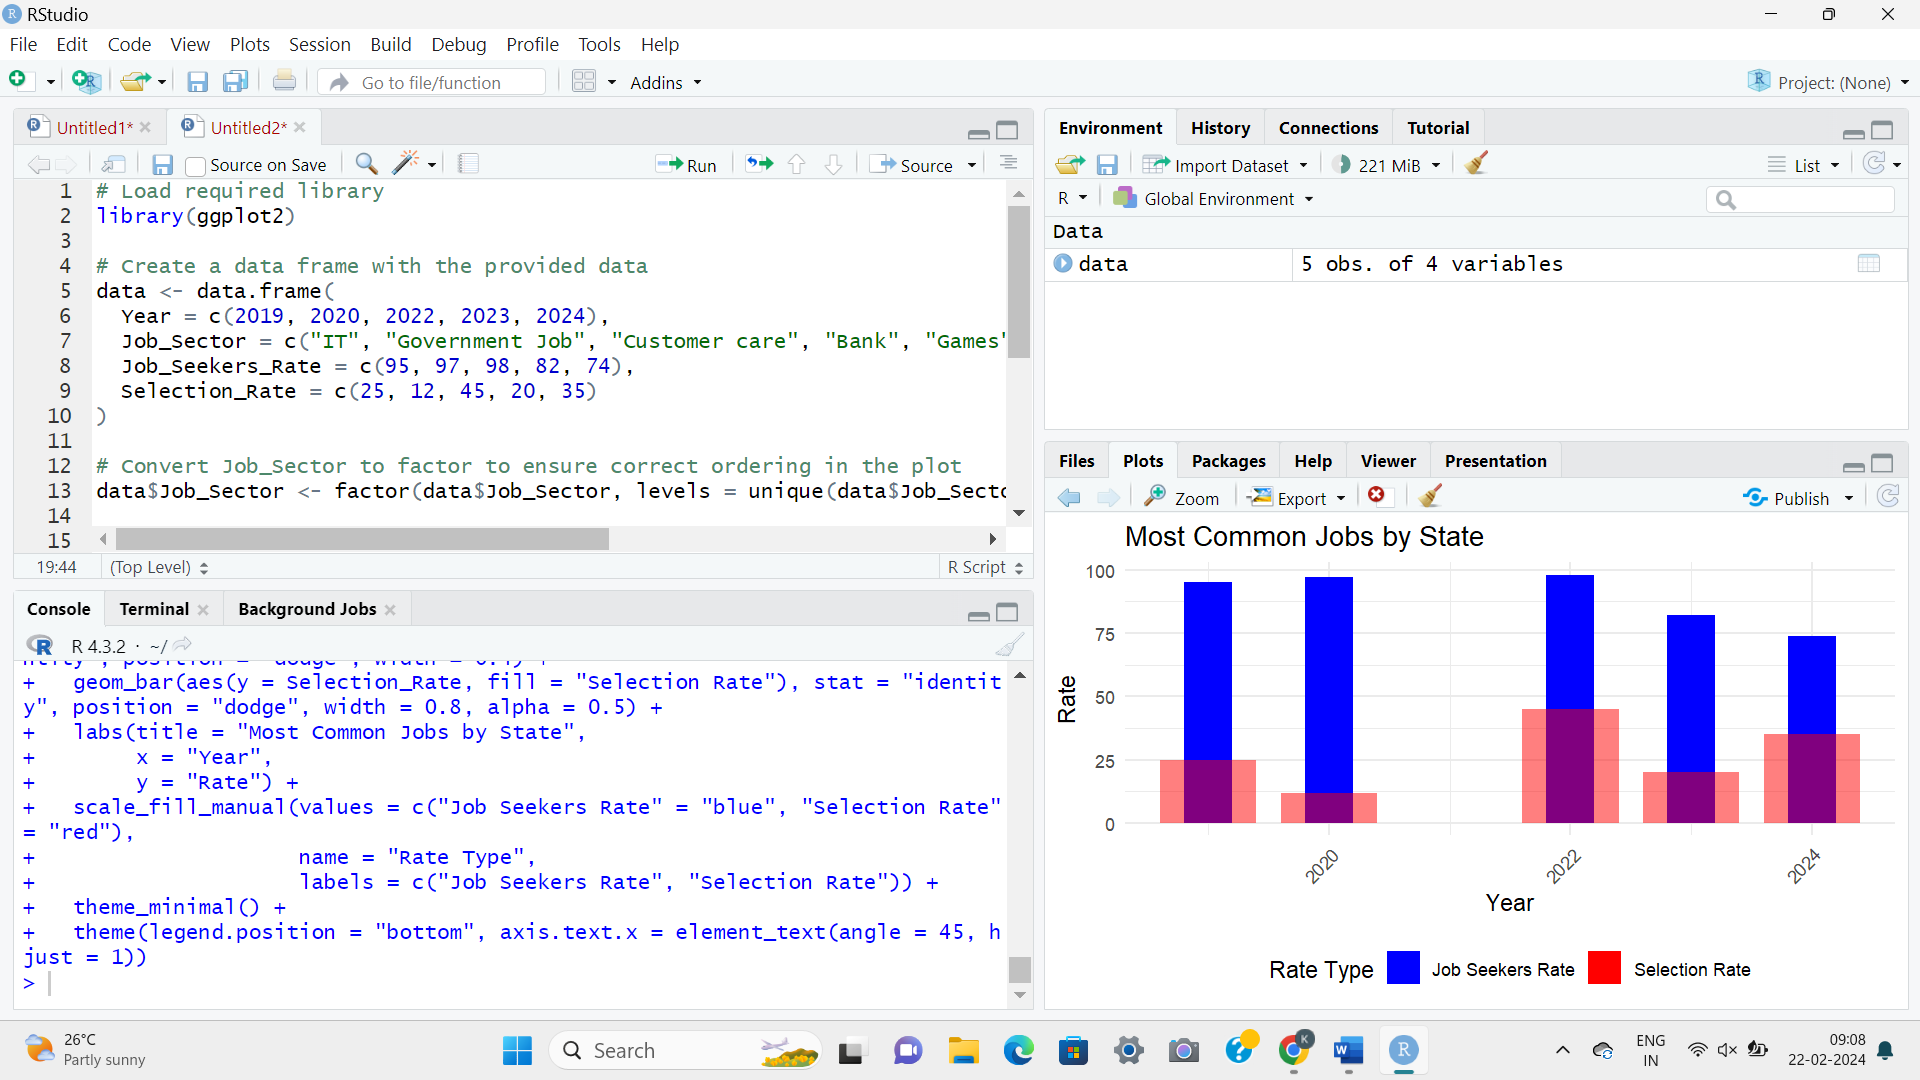 RStudio
File Edit Code View Plots Session Build Debug Profile Tools Help
Go to file/function Addins Project: (None)
Untitled1* Untitled2*
Source on Save Run Source
1 # Load required library
2 library(ggplot2)
3
4 # Create a data frame with the provided data
5 data <- data.frame(
6 Year = c(2019, 2020, 2022, 2023, 2024),
7 Job_Sector = c("IT", "Government Job", "Customer care", "Bank", "Games"
8 Job_Seekers_Rate = c(95, 97, 98, 82, 74),
9 Selection_Rate = c(25, 12, 45, 20, 35)
10 )
11
12 # Convert Job_Sector to factor to ensure correct ordering in the plot
13 data$Job_Sector <- factor(data$Job_Sector, levels = unique(data$Job_Secto
14
15
19:44 (Top Level) R Script
Console Terminal Background Jobs
R 4.3.2 · ~/
+ geom_bar(aes(y = Selection_Rate, fill = "Selection Rate"), stat = "identit
y", position = "dodge", width = 0.8, alpha = 0.5) +
+ labs(title = "Most Common Jobs by State",
+ x = "Year",
+ y = "Rate") +
+ scale_fill_manual(values = c("Job Seekers Rate" = "blue", "Selection Rate"
= "red"),
+ name = "Rate Type",
+ labels = c("Job Seekers Rate", "Selection Rate")) +
+ theme_minimal() +
+ theme(legend.position = "bottom", axis.text.x = element_text(angle = 45, h
just = 1))
>
Environment History Connections Tutorial
Import Dataset 221 MiB List
R Global Environment
Data
data 5 obs. of 4 variables
Files Plots Packages Help Viewer Presentation
Zoom Export Publish
Most Common Jobs by State
100
75
50
25
0
Rate
2020 2022 2024
Year
Rate Type Job Seekers Rate Selection Rate
26°C
Partly sunny
Search
ENG
IN
09:08
22-02-2024